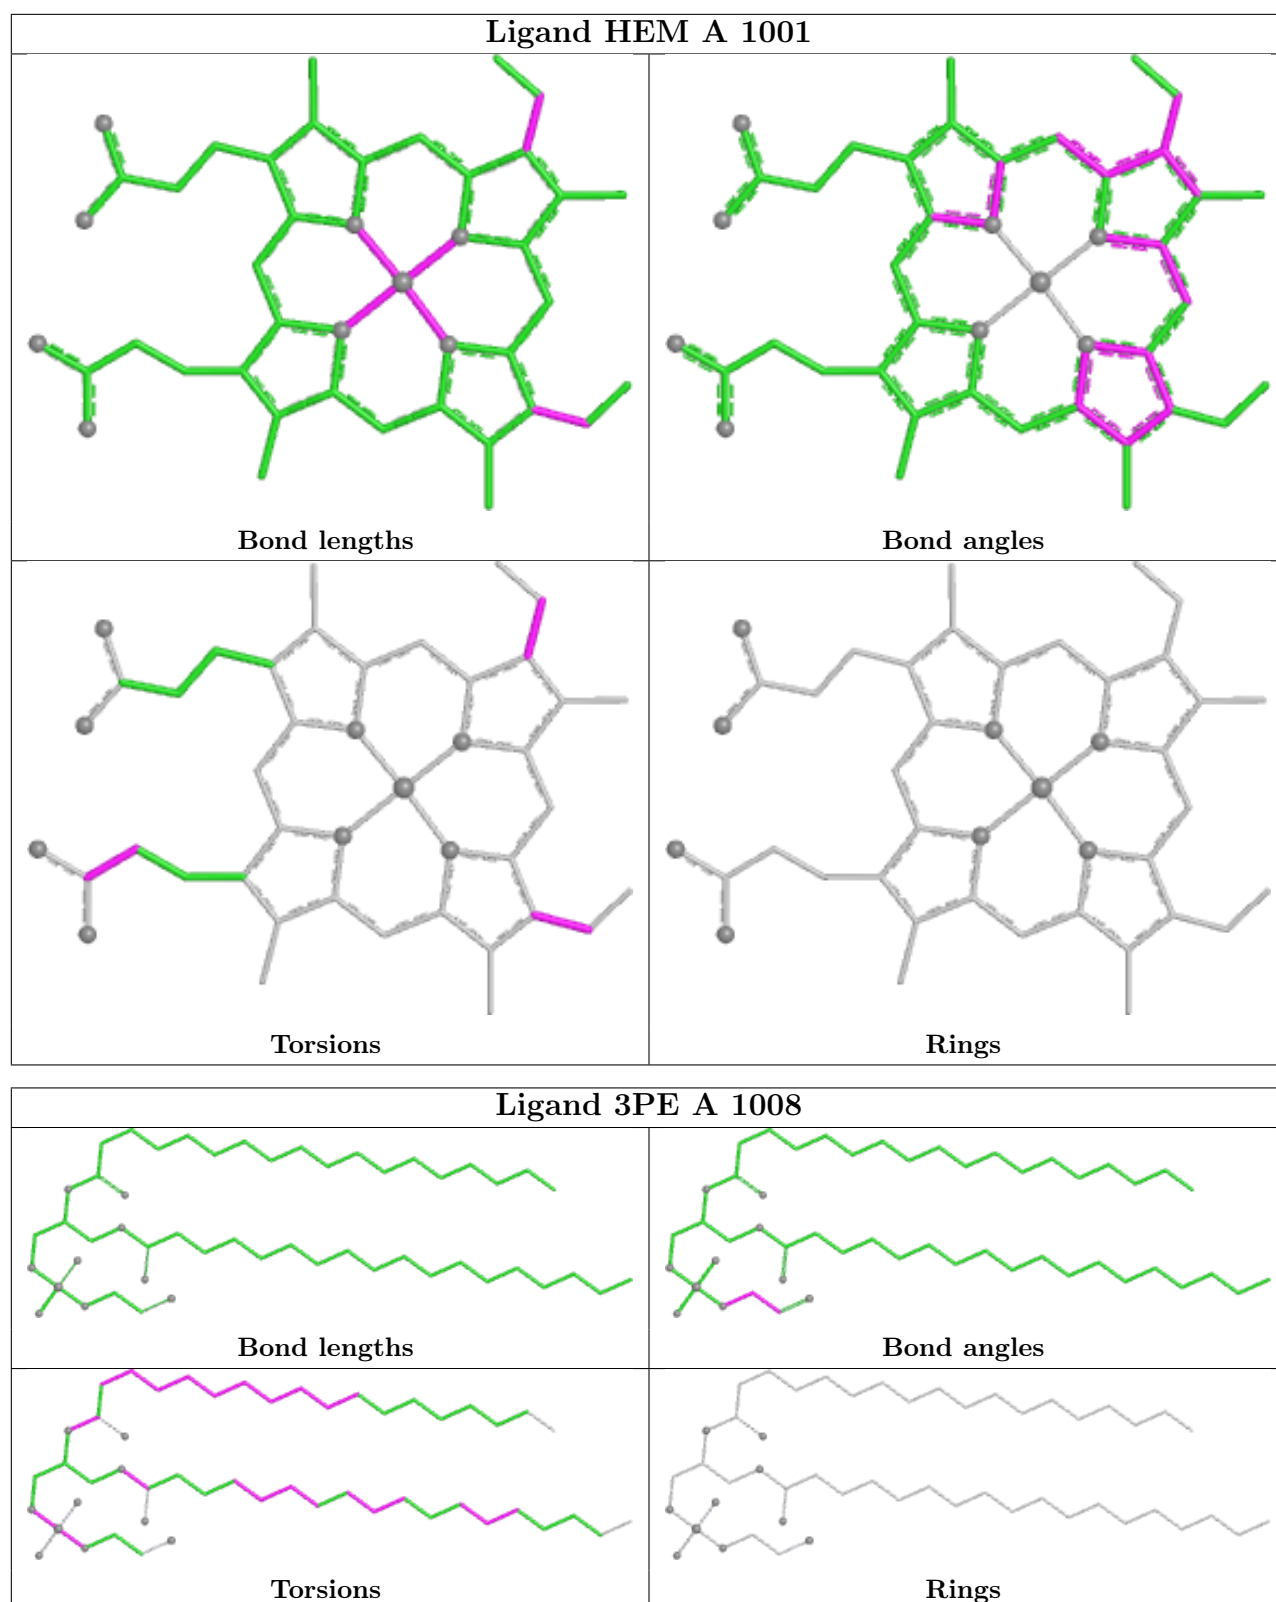 Ligand HEM A 1001
Bond lengths
Bond angles
Torsions
Rings
Ligand 3PE A 1008
Bond lengths
Bond angles
Torsions
Rings